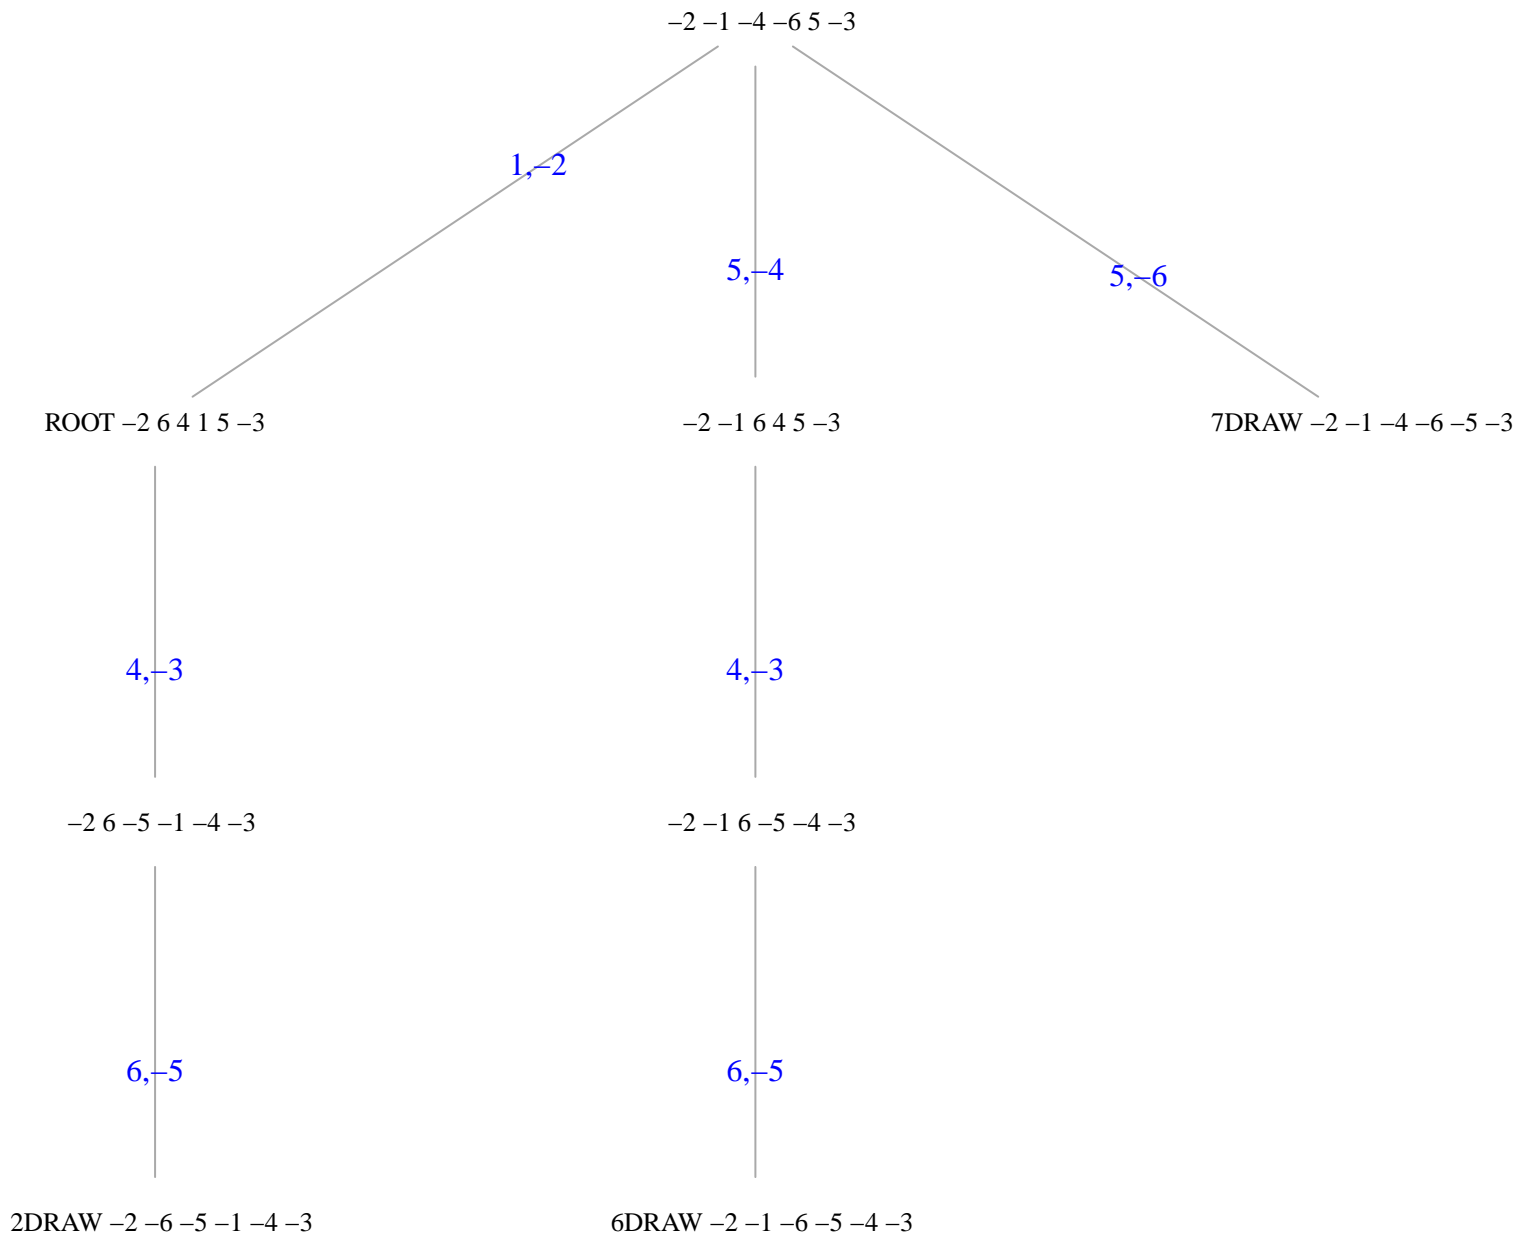 –2 –1 –4 –6 5 –3
1,–2
5,–4
5,–6
ROOT –2 6 4 1 5 –3
–2 –1 6 4 5 –3
7DRAW –2 –1 –4 –6 –5 –3
4,–3
4,–3
–2 6 –5 –1 –4 –3
–2 –1 6 –5 –4 –3
6,–5
6,–5
2DRAW –2 –6 –5 –1 –4 –3
6DRAW –2 –1 –6 –5 –4 –3